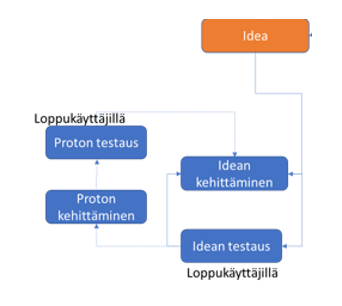 Idea
Loppukäyttäjillä
Proton testaus
Idean
kehittäminen
Proton
kehittäminen
Idean testaus
Loppukäyttäjillä